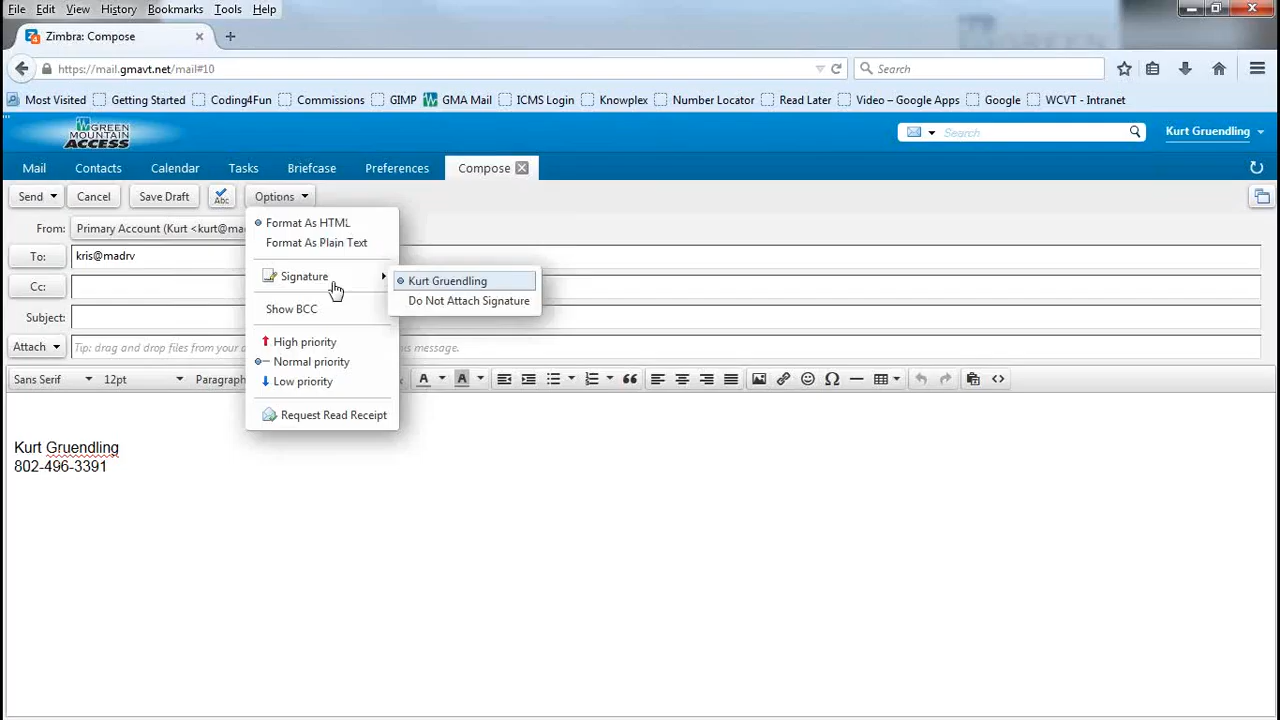 File Edit View History Bookmarks Tools Help
Zimbra: Compose
https://mail.gmavt.net/mail#10
Search
Most Visited Getting Started Coding4Fun Commissions GIMP GMA Mail ICMS Login Knowplex Number Locator Read Later Video – Google Apps Google WCVT - Intranet
GREEN MOUNTAIN ACCESS
Search
Kurt Gruendling
Mail Contacts Calendar Tasks Briefcase Preferences Compose
Send Cancel Save Draft Abc Options
Format As HTML
From: Primary Account (Kurt <kurt@ma
Format As Plain Text
To: kris@madrv
Signature
Kurt Gruendling
Do Not Attach Signature
Cc:
Show BCC
Subject:
High priority
Attach Tip: drag and drop files from your d this message.
Normal priority
Low priority
Sans Serif 12pt Paragraph A A
Request Read Receipt
Kurt Gruendling
802-496-3391